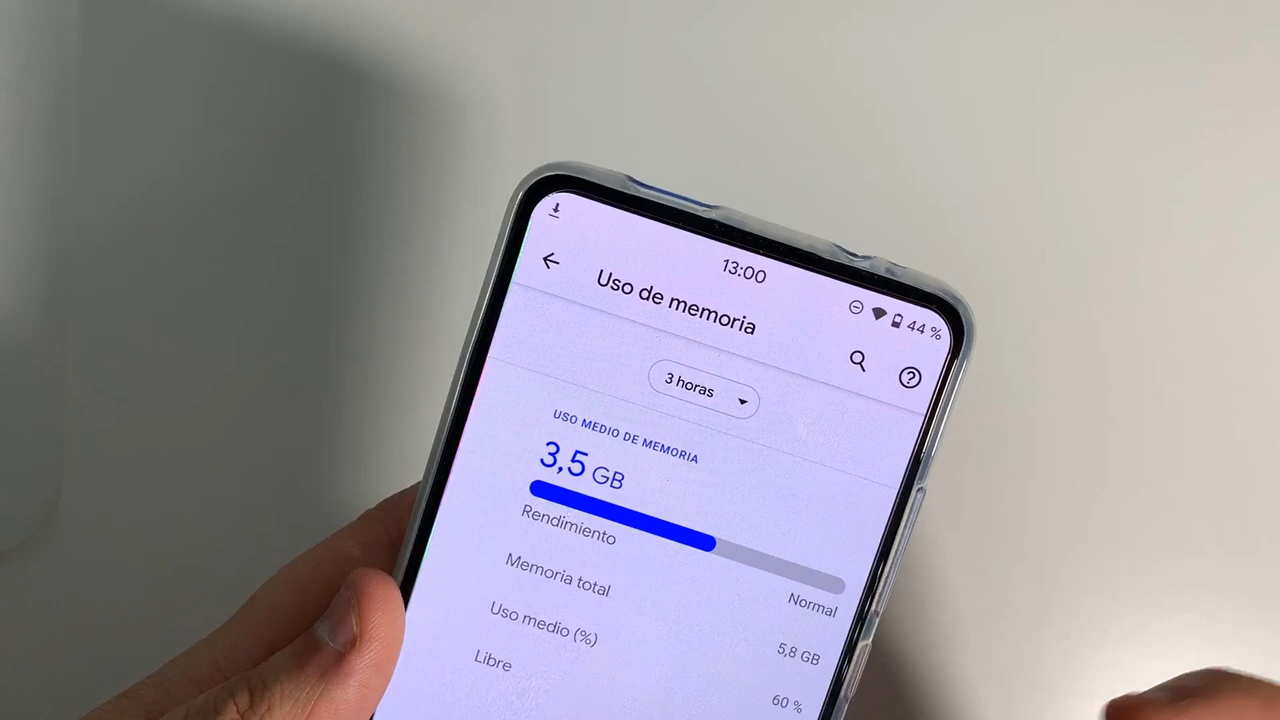 13:00
44 %
Uso de memoria
3 horas
USO MEDIO DE MEMORIA
3,5 GB
Rendimiento
Normal
Memoria total
5,8 GB
Uso medio (%)
60 %
Libre